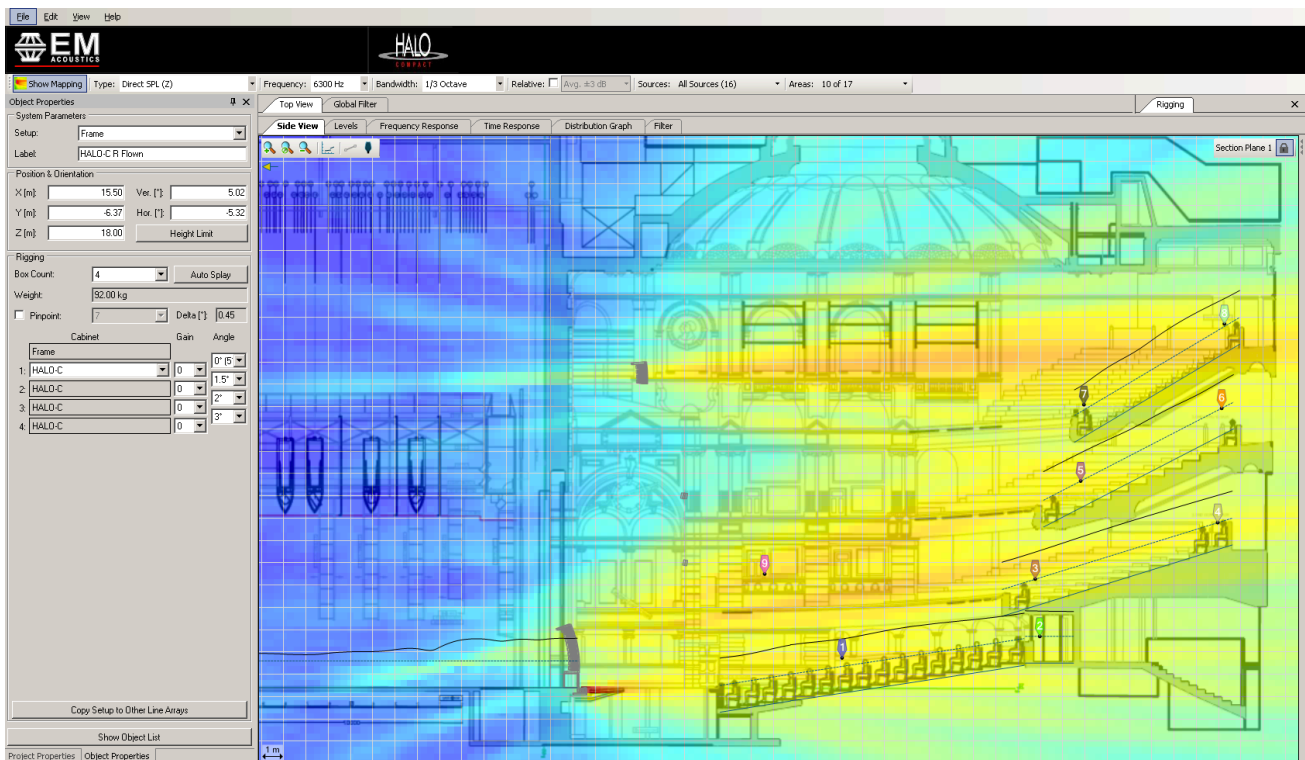 File Edit View Help
EM ACOUSTICS
HALO COMPACT
Show Mapping Type: Direct SPL (Z) Frequency: 6300 Hz Bandwidth: 1/3 Octave Relative: Avg. ±3 dB Sources: All Sources (16) Areas: 10 of 17
Object Properties
Top View Global Filter Rigging
System Parameters
Side View Levels Frequency Response Time Response Distribution Graph Filter
Setup: Frame
Section Plane 1
Label: HALO-C R Flown
Position & Orientation
X [m]: 15.50 Ver. [°]: 5.02
Y [m]: -6.37 Hor. [°]: -5.32
Z [m]: 18.00 Height Limit
Rigging
Box Count: 4 Auto Splay
Weight: 92.00 kg
Pinpoint: 7 Delta [°]: 0.45
Cabinet Gain Angle
Frame
0° (5
1: HALO-C 0
1.5°
2: HALO-C 0
2°
3: HALO-C 0
3°
4: HALO-C 0
8
7
6
5
4
9
3
2
1
Copy Setup to Other Line Arrays
Show Object List
1 m
Project Properties Object Properties